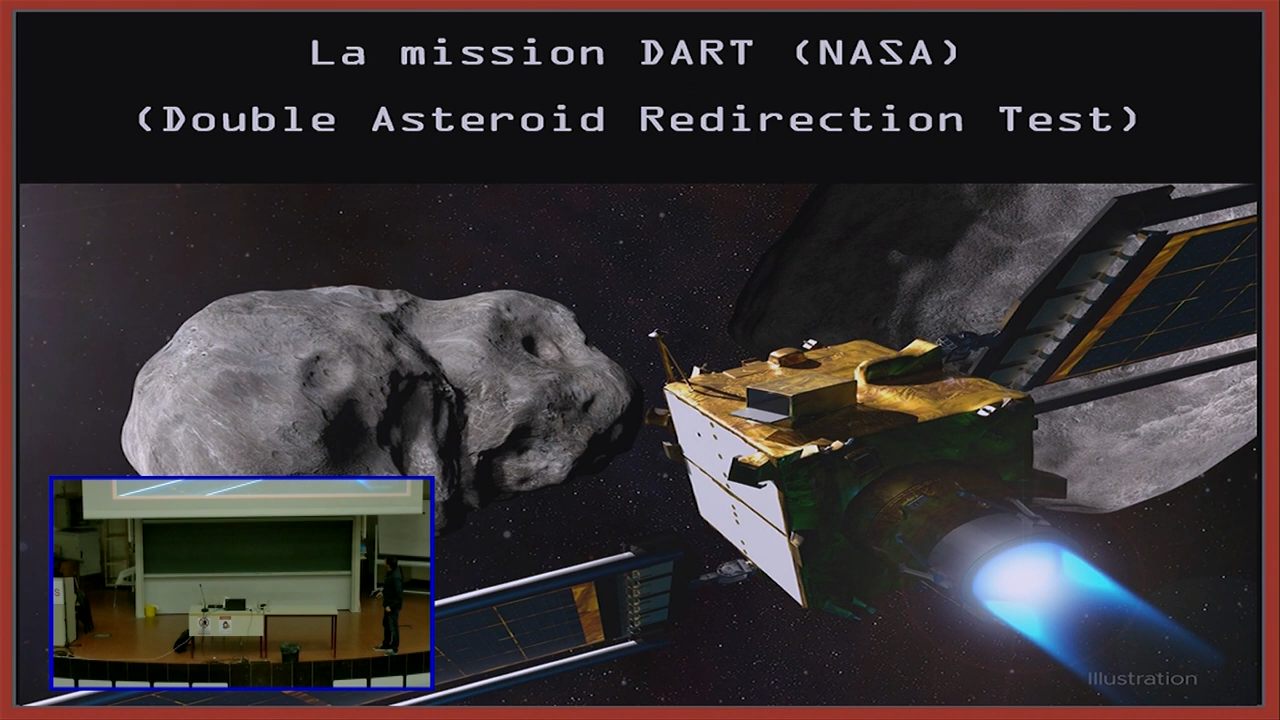 La mission DART (NASA)
(Double Asteroid Redirection Test)
Illustration